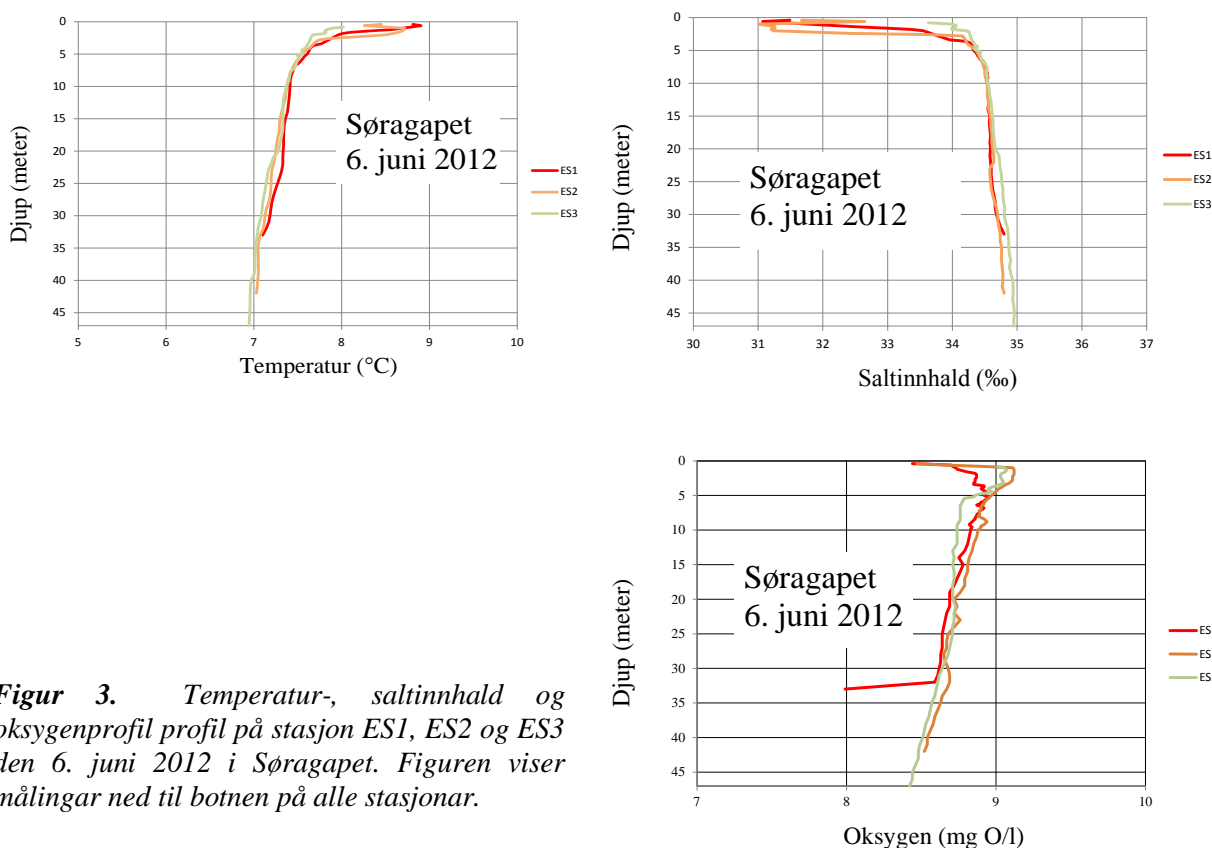 0
5
10
15
20
25
30
35
40
45
Djup (meter)
Søragapet
6. juni 2012
5 6 7 8 9 10
Temperatur (°C)
ES1
ES2
ES3
0
5
10
15
20
25
30
35
40
45
Djup (meter)
Søragapet
6. juni 2012
30 31 32 33 34 35 36 37
Saltinnhald (‰)
ES1
ES2
ES3
0
5
10
15
20
25
30
35
40
45
Djup (meter)
Søragapet
6. juni 2012
7 8 9 10
Oksygen (mg O/l)
ES
ES
ES
Figur 3. Temperatur-, saltinnhald og
oksygenprofil profil på stasjon ES1, ES2 og ES3
den 6. juni 2012 i Søragapet. Figuren viser
målingar ned til botnen på alle stasjonar.